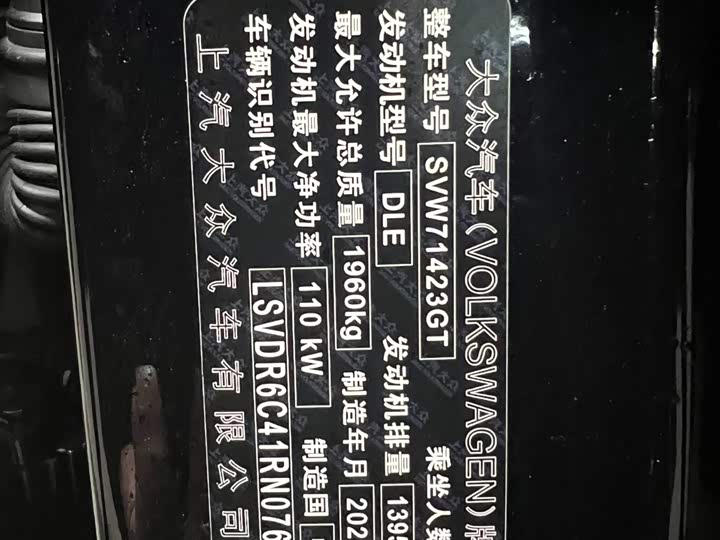 大众汽车(VOLKSWAGEN)牌
整车型号 SVW71423GT 乘坐人数
发动机型号 DLE 发动机排量 1395
最大允许总质量 1960kg 制造年月 202
发动机最大净功率 110 kW 制造国
车辆识别代号 LSVDR6C41RN076
上汽大众汽车有限公司